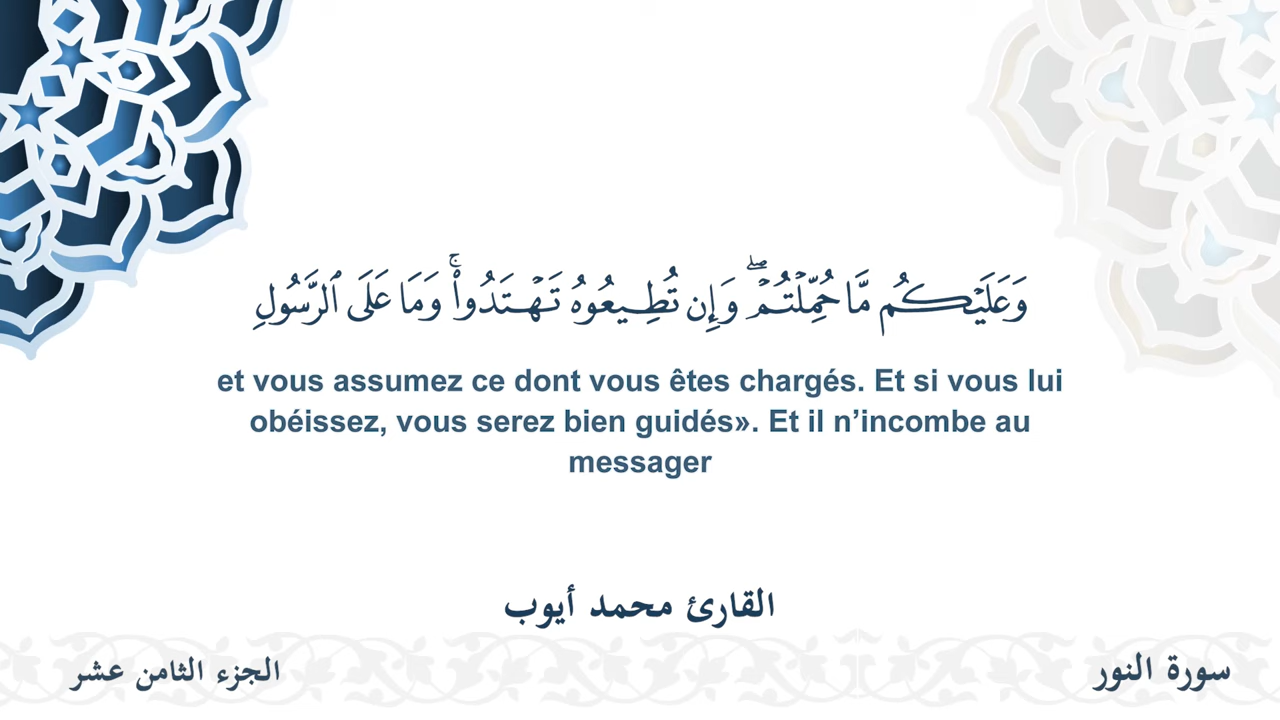 وَعَلَيْكُم مَّا حُمِّلْتُمْ ۖ وَإِن تُطِيعُوهُ تَهْتَدُوا۟ ۚ وَمَا عَلَى ٱلرَّسُولِ
et vous assumez ce dont vous êtes chargés. Et si vous lui
obéissez, vous serez bien guidés». Et il n’incombe au
messager
القارئ محمد أيوب
سورة النور
الجزء الثامن عشر